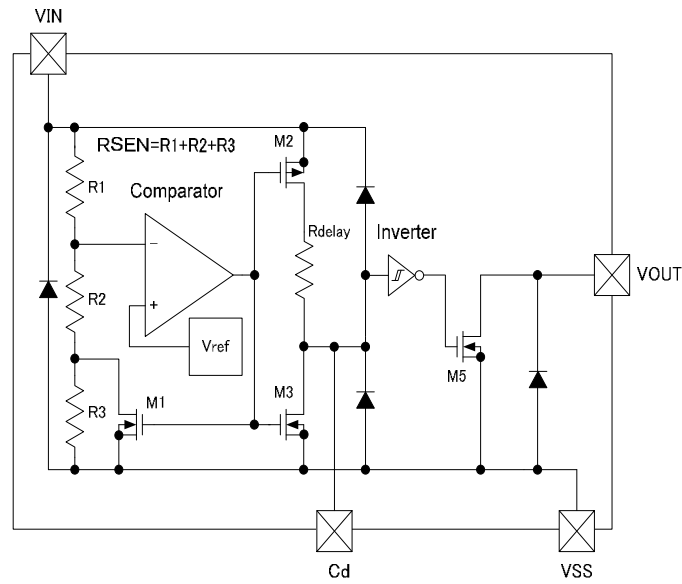 VIN
RSEN=R1+R2+R3
M2
R1
Comparator
Rdelay
Inverter
−
VOUT
R2
+
Vref
M5
R3
M1
M3
Cd
VSS